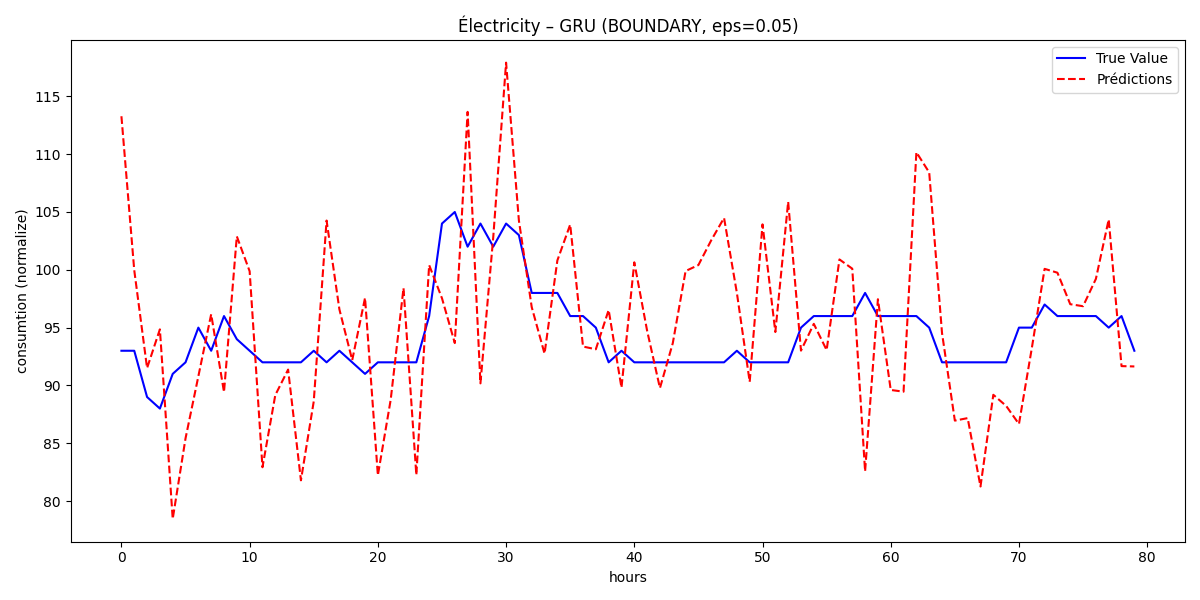 Électricity – GRU (BOUNDARY, eps=0.05)
True Value
Prédictions
consumtion (normalize)
115
110
105
100
95
90
85
80
0 10 20 30 40 50 60 70 80
hours